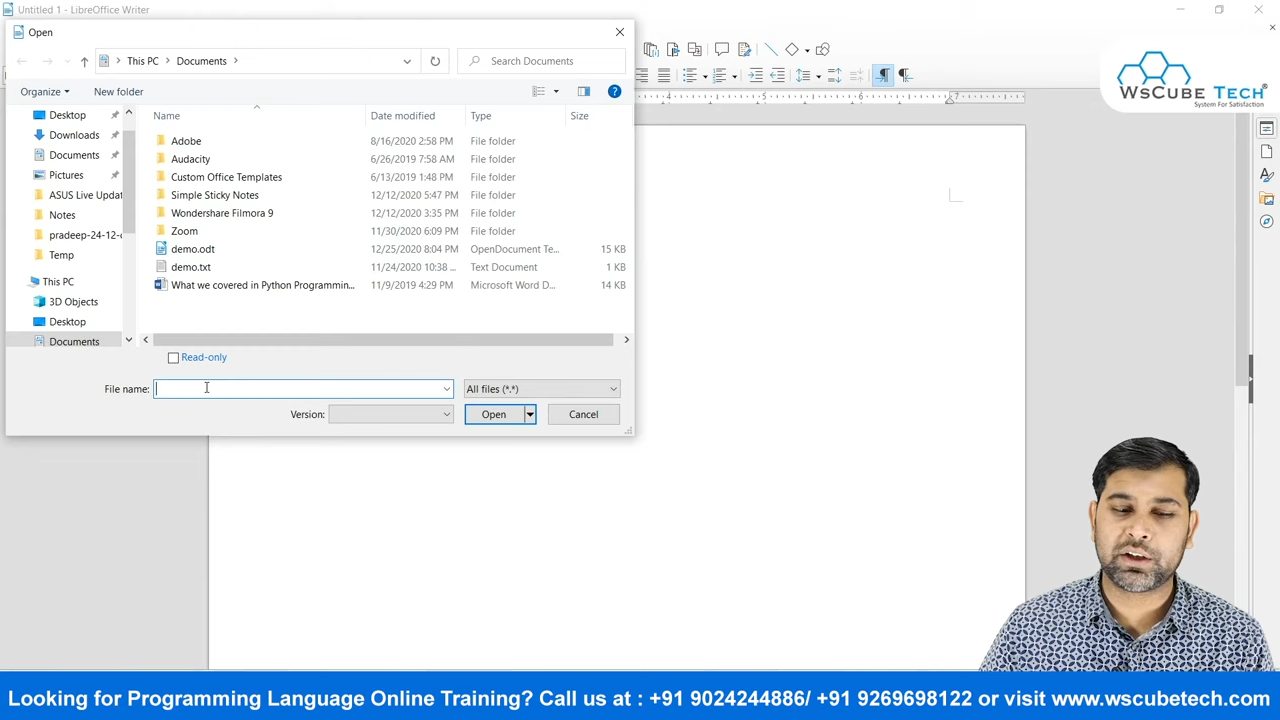 Untitled 1 - LibreOffice Writer
Open
This PC
Documents
Search Documents
Organize
New folder
Name
Date modified
Type
Size
Desktop
Downloads
Documents
Pictures
ASUS Live Updat
Notes
pradeep-24-12-
Temp
This PC
3D Objects
Desktop
Documents
Adobe 8/16/2020 2:58 PM File folder
Audacity 6/26/2019 7:58 AM File folder
Custom Office Templates 6/13/2019 1:48 PM File folder
Simple Sticky Notes 12/12/2020 5:47 PM File folder
Wondershare Filmora 9 12/12/2020 3:35 PM File folder
Zoom 11/30/2020 6:09 PM File folder
demo.odt 12/25/2020 8:04 PM OpenDocument Te... 15 KB
demo.txt 11/24/2020 10:38 ... Text Document 1 KB
What we covered in Python Programmin... 11/9/2019 4:29 PM Microsoft Word D... 14 KB
Read-only
File name:
All files (*.*)
Version:
Open
Cancel
4
5
6
7
WsCube Tech®
System For Satisfaction
Looking for Programming Language Online Training? Call us at : +91 9024244886/ +91 9269698122 or visit www.wscubetech.com